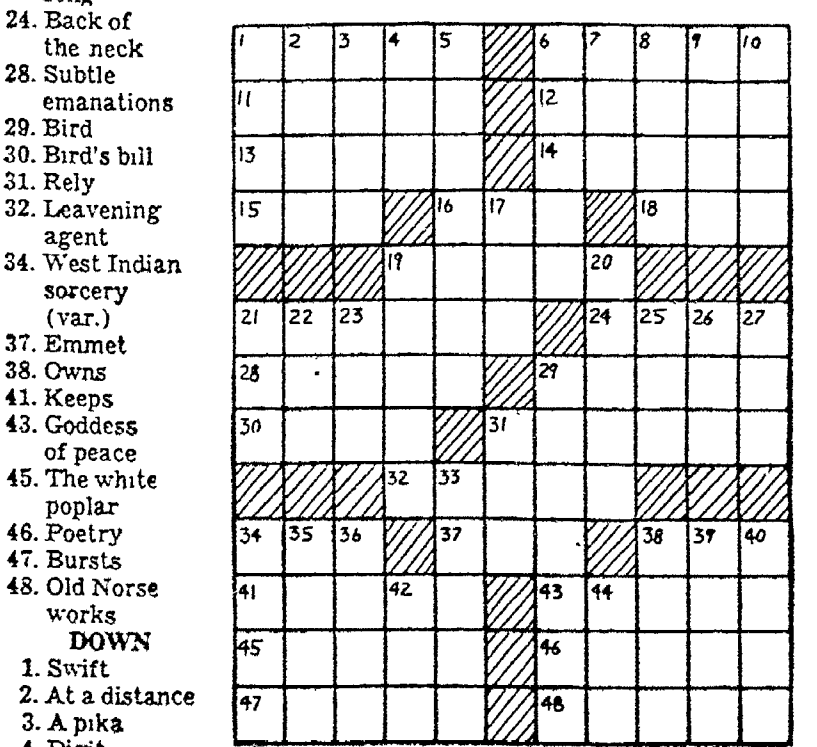 24. Back of
the neck
28. Subtle
emanations
29. Bird
30. Bird's bill
31. Rely
32. Leavening
agent
34. West Indian
sorcery
(var.)
37. Emmet
38. Owns
41. Keeps
43. Goddess
of peace
45. The white
poplar
46. Poetry
47. Bursts
48. Old Norse
works
DOWN
1. Swift
2. At a distance
3. A pika
1 2 3 4 5 6 7 8 9 10
11 12
13 14
15 16 17 18
19 20
21 22 23 24 25 26 27
28 29
30 31
32 33
34 35 36 37 38 39 40
41 42 43 44
45 46
47 48